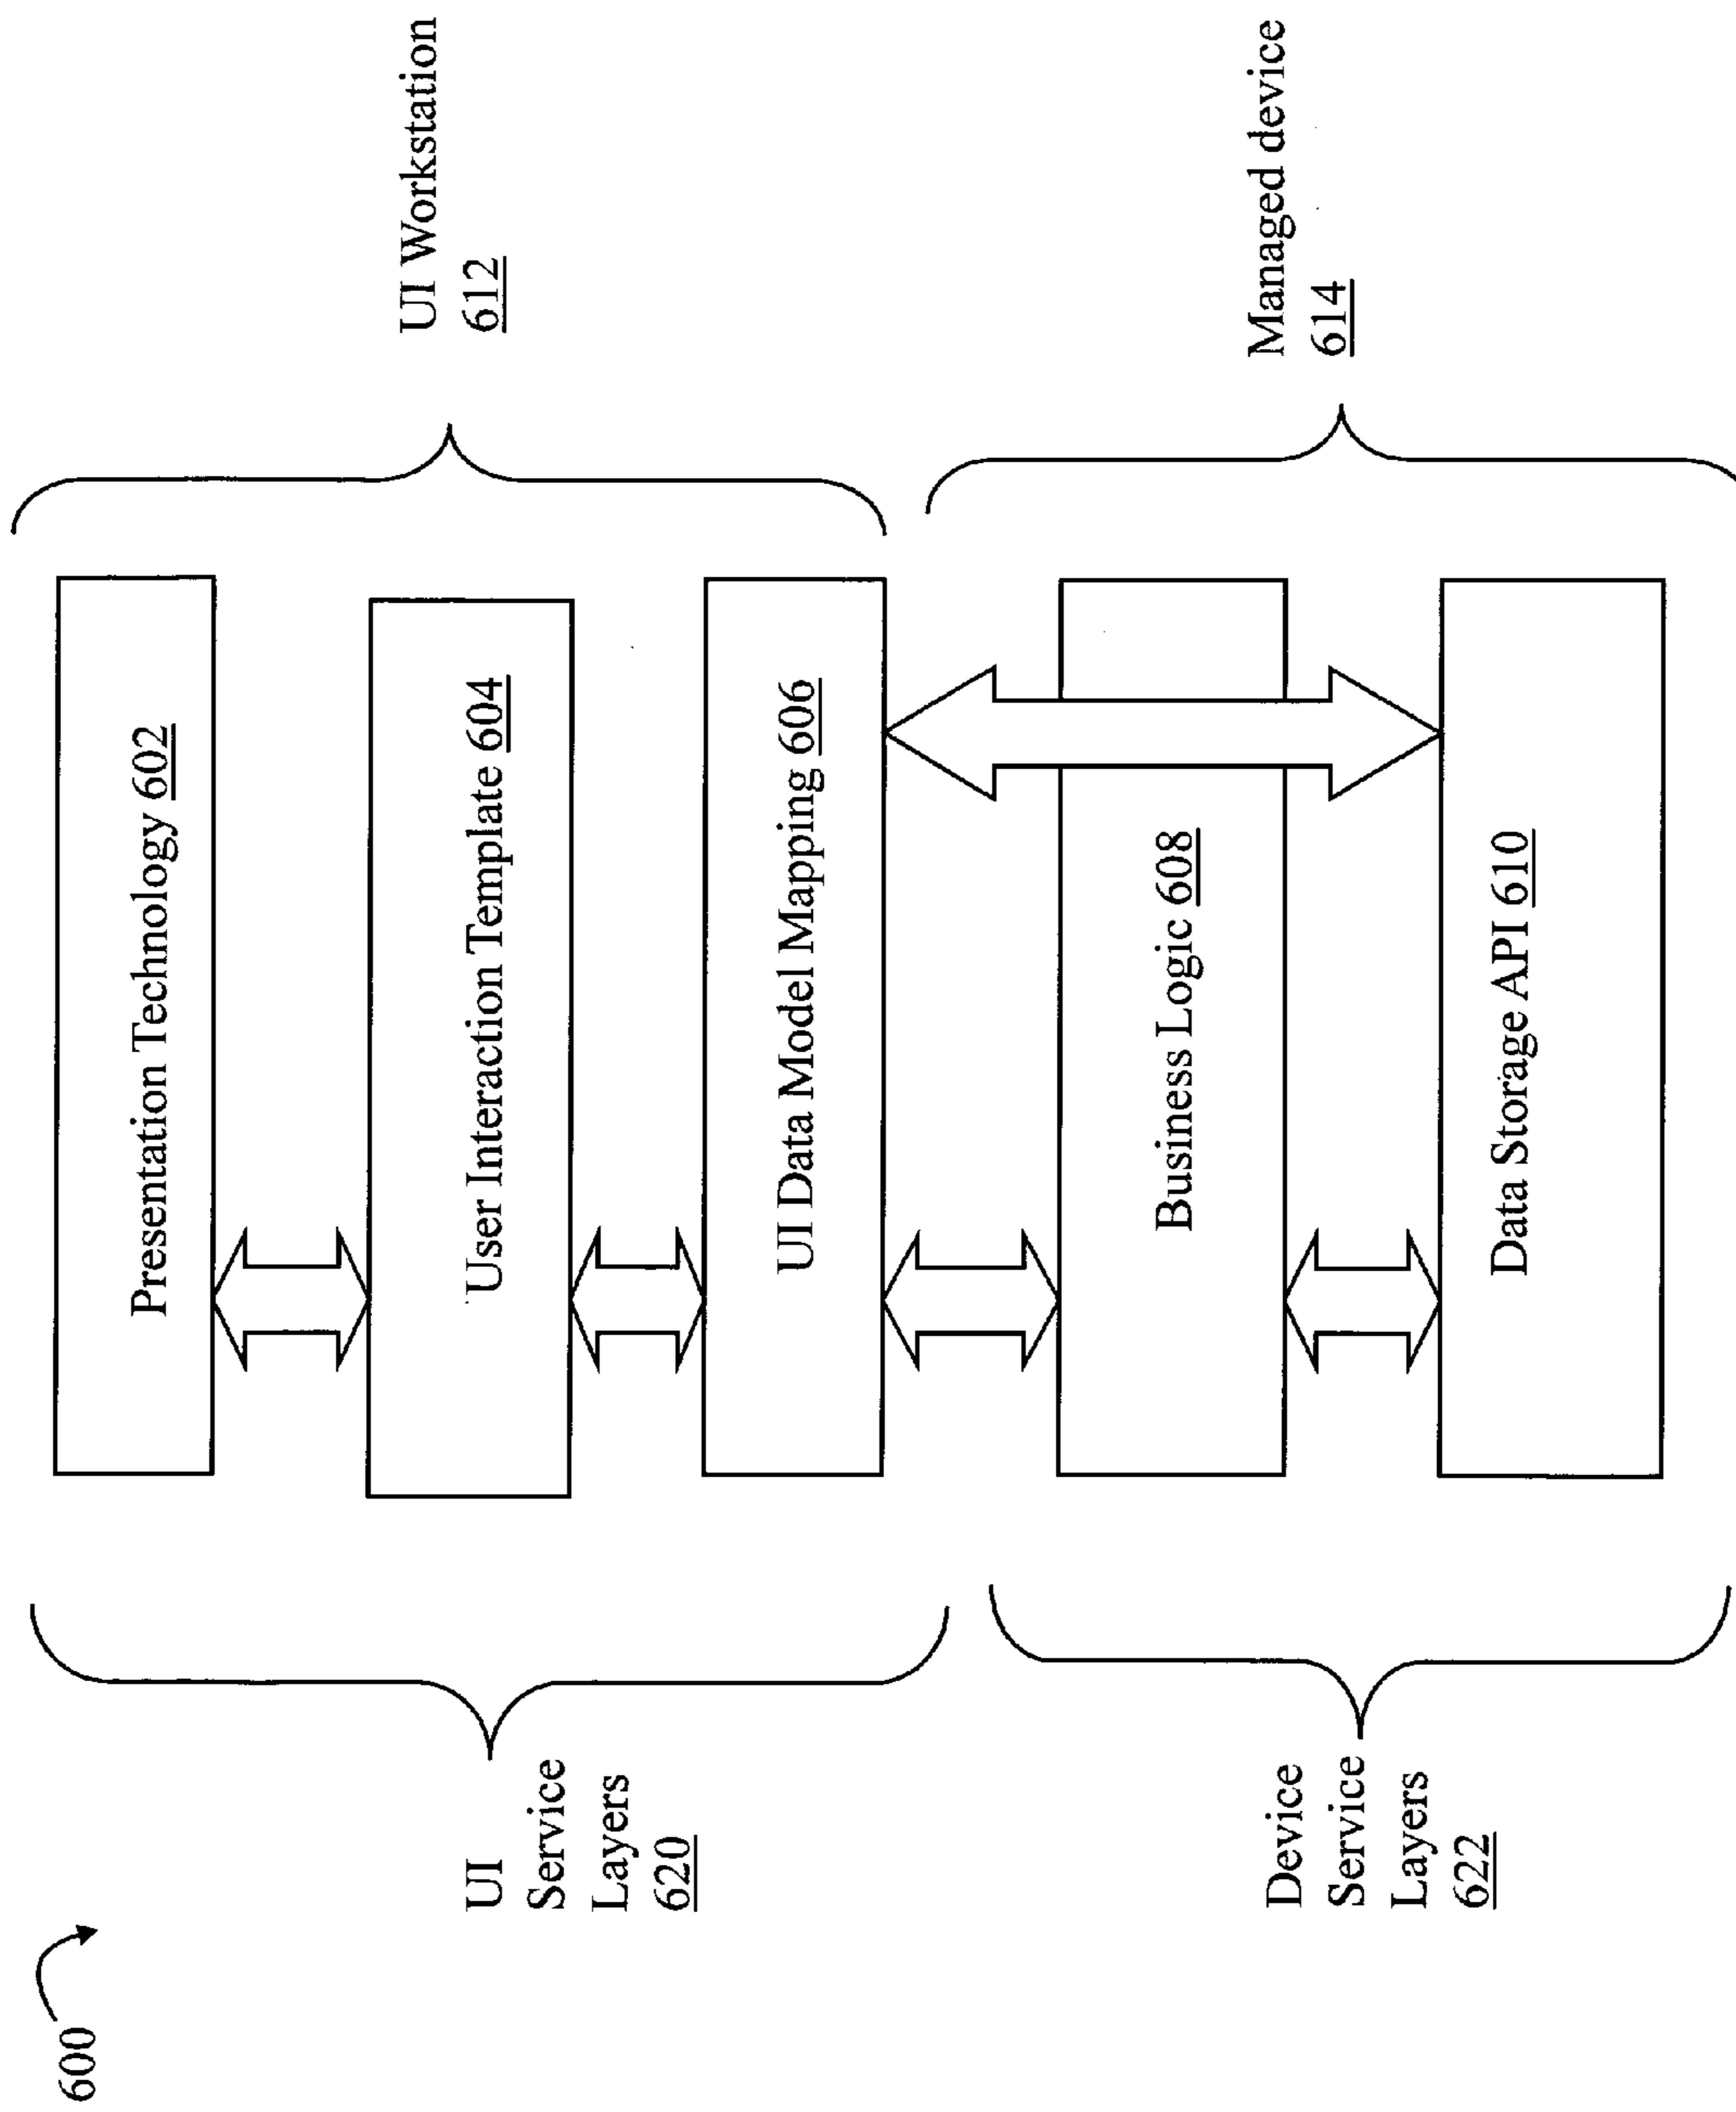 600
UI
Service
Layers
620
Device
Service
Layers
622
Presentation Technology 602
User Interaction Template 604
UI Data Model Mapping 606
Business Logic 608
Data Storage API 610
UI Workstation
612
Managed device
614